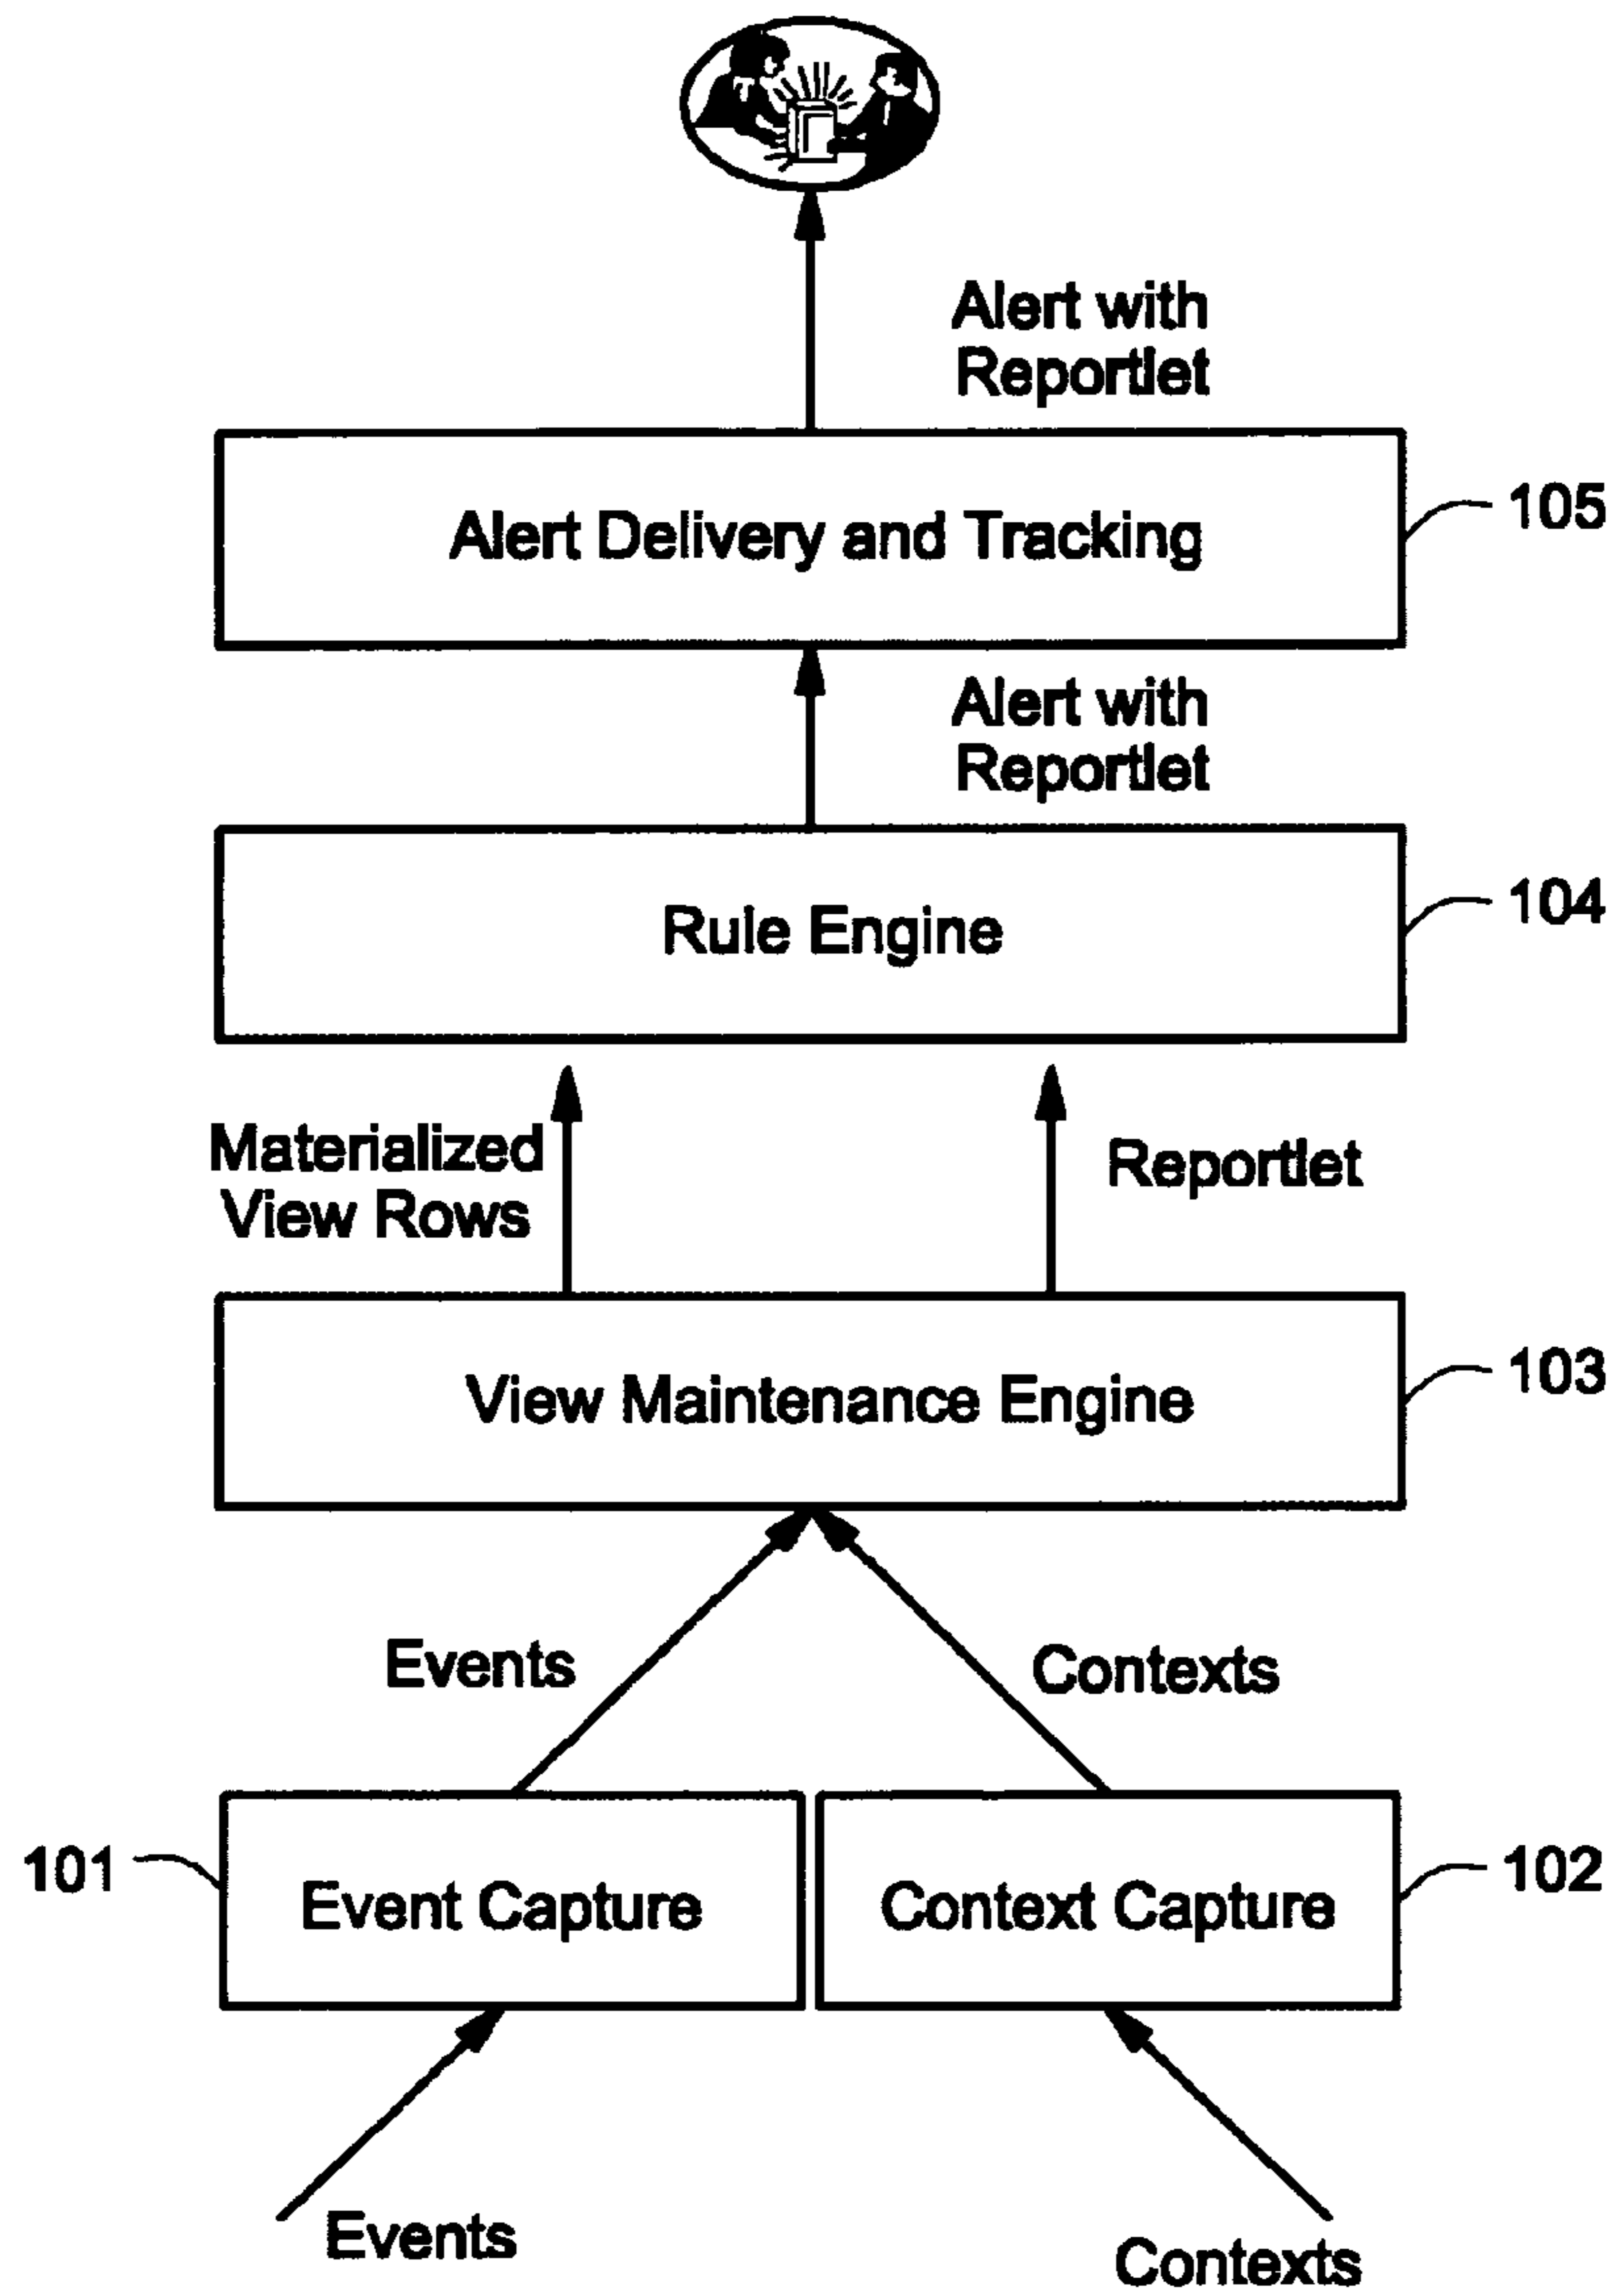 Alert with
Reportlet
Alert Delivery and Tracking
105
Alert with
Reportlet
Rule Engine
104
Materialized
View Rows
Reportlet
View Maintenance Engine
103
Events
Contexts
101
Event Capture
Context Capture
102
Events
Contexts